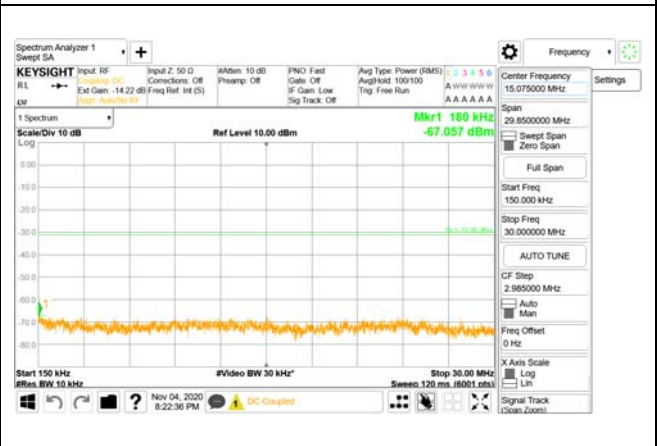 Spectrum Analyzer 1
Swept SA
+
Frequency
KEYSIGHT
RL
LM
Input: RF
Coupling: DC
Ext Gain: -14.22 dB
Align: Auto/No RF
Input Z: 50 Ω
Corrections: Off
Freq Ref: Int (S)
#Atten: 10 dB
Preamp: Off
PNO: Fast
Gate: Off
IF Gain: Low
Sig Track: Off
Avg Type: Power (RMS)
Avg|Hold: 100/100
Trig: Free Run
1 2 3 4 5 6
A W W W W W
A A A A A A
1 Spectrum
Scale/Div 10 dB
Ref Level 10.00 dBm
Mkr1 180 kHz
-67.057 dBm
Log
0.00
-10.0
-20.0
-30.0
-40.0
-50.0
-60.0
-70.0
-80.0
1
Start 150 kHz
#Video BW 30 kHz*
Stop 30.00 MHz
#Res BW 10 kHz
Sweep 120 ms (6001 pts)
Center Frequency
15.075000 MHz
Settings
Span
29.8500000 MHz
Swept Span
Zero Span
Full Span
Start Freq
150.000 kHz
Stop Freq
30.000000 MHz
AUTO TUNE
CF Step
2.985000 MHz
Auto
Man
Freq Offset
0 Hz
X Axis Scale
Log
Lin
Signal Track
(Span Zoom)
?
Nov 04, 2020
8:22:36 PM
1
DC Coupled